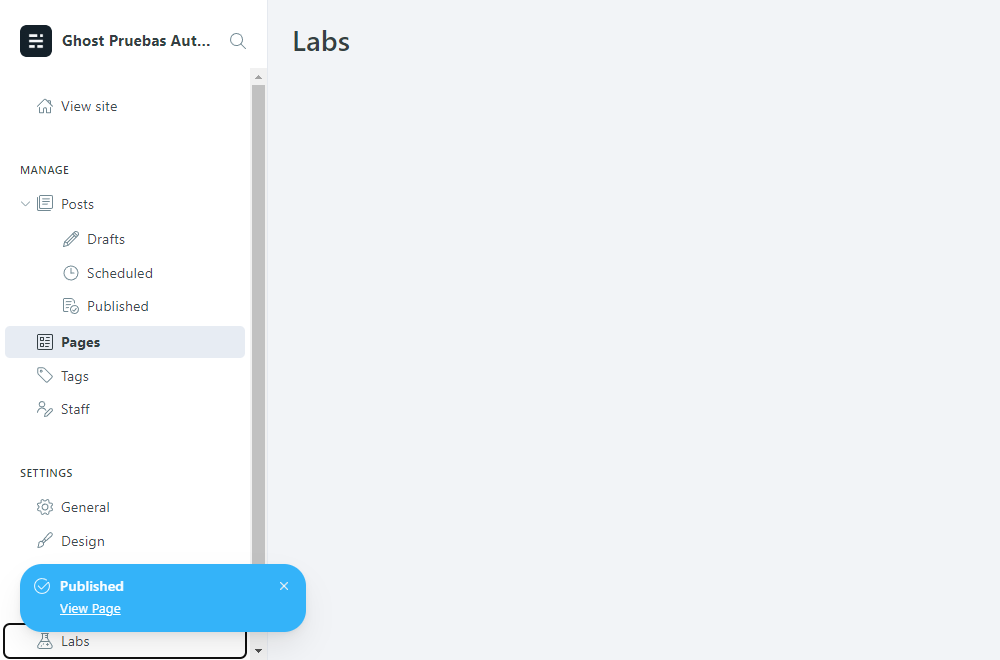 Ghost Pruebas Aut...
Labs
View site
MANAGE
Posts
Drafts
Scheduled
Published
Pages
Tags
Staff
SETTINGS
General
Design
Published
View Page
Labs